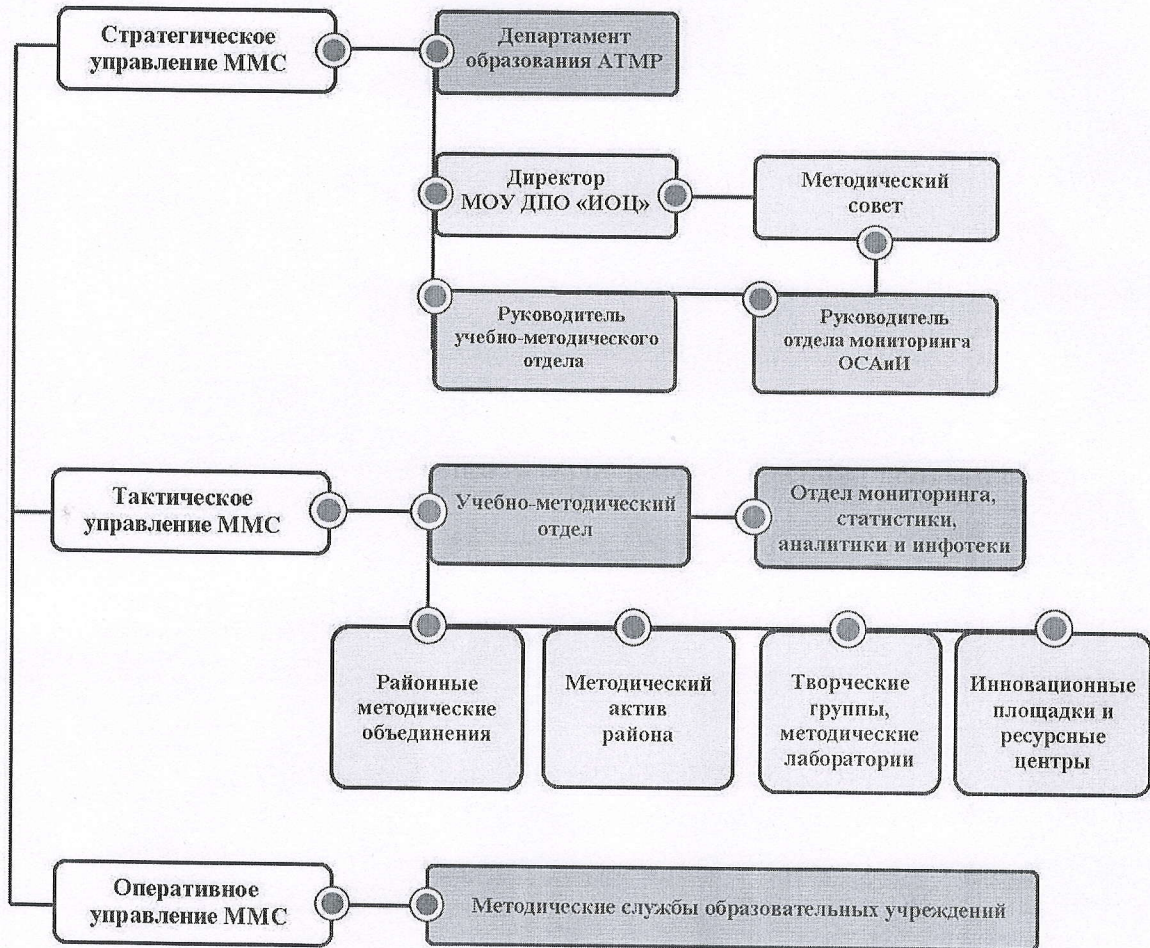 Стратегическое
управление ММС
Департамент
образования АТМР
Директор
МОУ ДПО «ИОЦ»
Методический
совет
Руководитель
учебно-методического
отдела
Руководитель
отдела мониторинга
ОСАиИ
Тактическое
управление ММС
Учебно-методический
отдел
Отдел мониторинга,
статистики,
аналитики и инфотеки
Районные
методические
объединения
Методический
актив
района
Творческие
группы,
методические
лаборатории
Инновационные
площадки и
ресурсные
центры
Оперативное
управление ММС
Методические службы образовательных учреждений